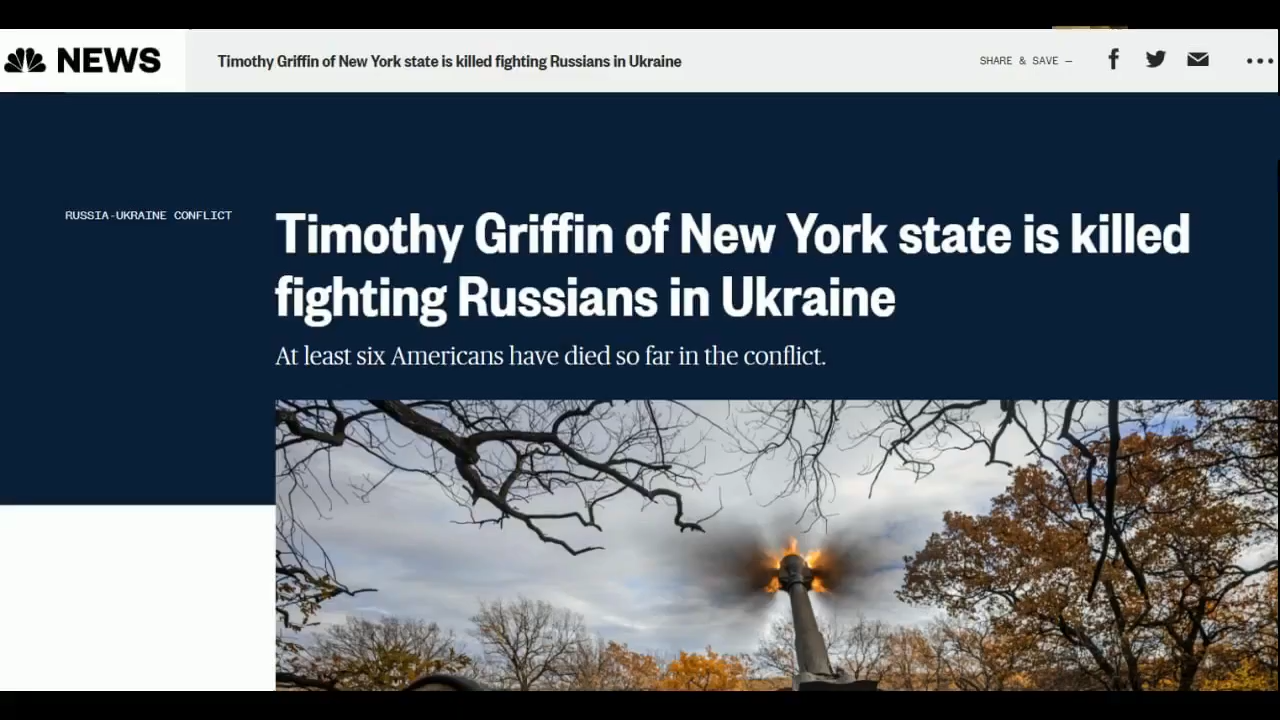 NEWS
Timothy Griffin of New York state is killed fighting Russians in Ukraine
SHARE & SAVE —
RUSSIA-UKRAINE CONFLICT
Timothy Griffin of New York state is killed
fighting Russians in Ukraine
At least six Americans have died so far in the conflict.